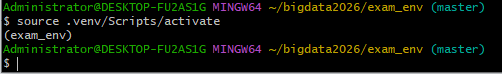 Administrator@DESKTOP-FU2AS1G MINGW64 ~/bigdata2026/exam_env (master)
$ source .venv/Scripts/activate
(exam_env)
Administrator@DESKTOP-FU2AS1G MINGW64 ~/bigdata2026/exam_env (master)
$